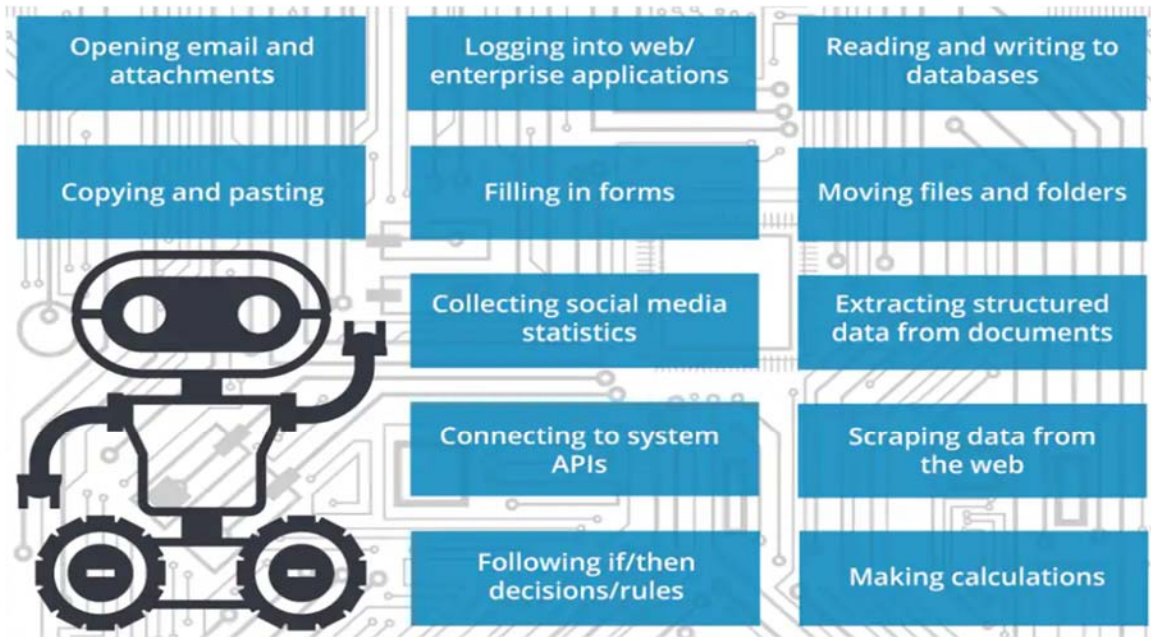 Opening email and
attachments
Logging into web/
enterprise applications
Reading and writing to
databases
Copying and pasting
Filling in forms
Moving files and folders
Collecting social media
statistics
Extracting structured
data from documents
Connecting to system
APIs
Scraping data from
the web
Following if/then
decisions/rules
Making calculations